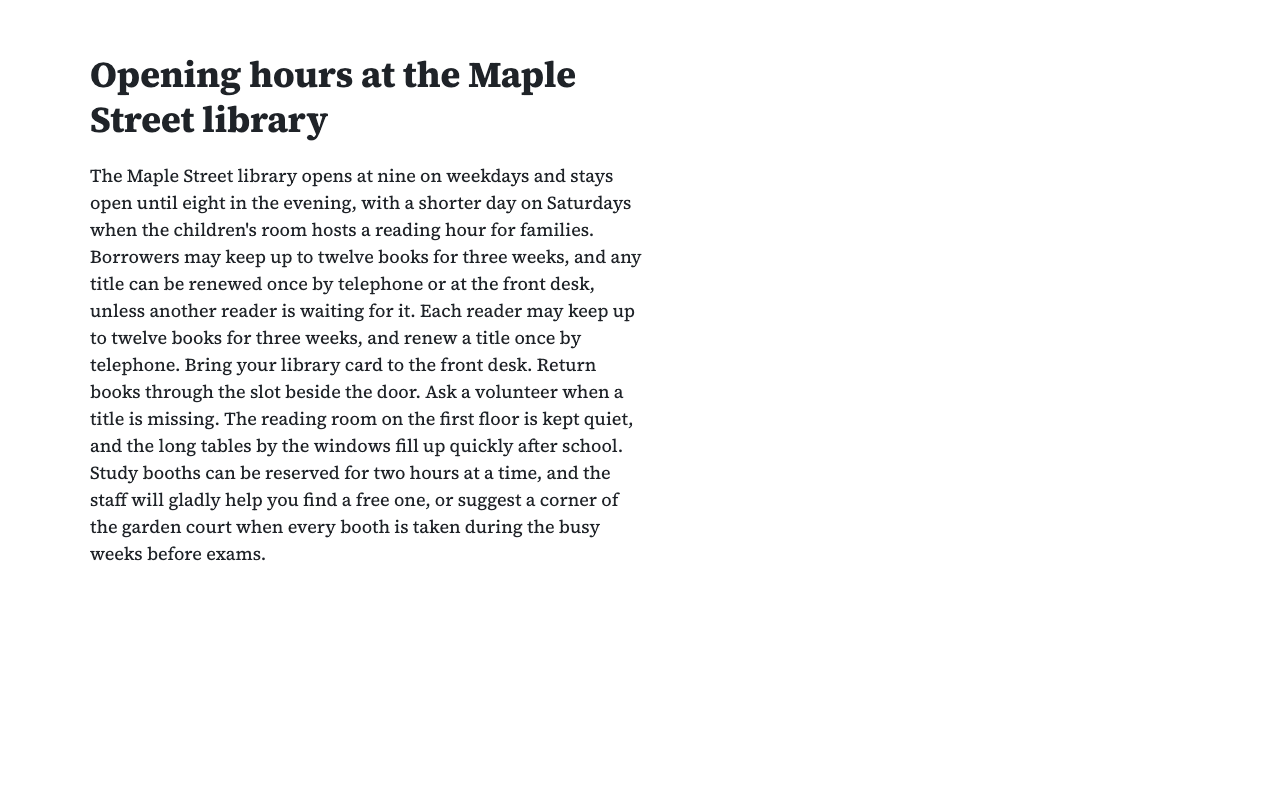 Opening hours at the Maple
Street library
The Maple Street library opens at nine on weekdays and stays
open until eight in the evening, with a shorter day on Saturdays
when the children's room hosts a reading hour for families.
Borrowers may keep up to twelve books for three weeks, and any
title can be renewed once by telephone or at the front desk,
unless another reader is waiting for it. Each reader may keep up
to twelve books for three weeks, and renew a title once by
telephone. Bring your library card to the front desk. Return
books through the slot beside the door. Ask a volunteer when a
title is missing. The reading room on the first floor is kept quiet,
and the long tables by the windows fill up quickly after school.
Study booths can be reserved for two hours at a time, and the
staff will gladly help you find a free one, or suggest a corner of
the garden court when every booth is taken during the busy
weeks before exams.